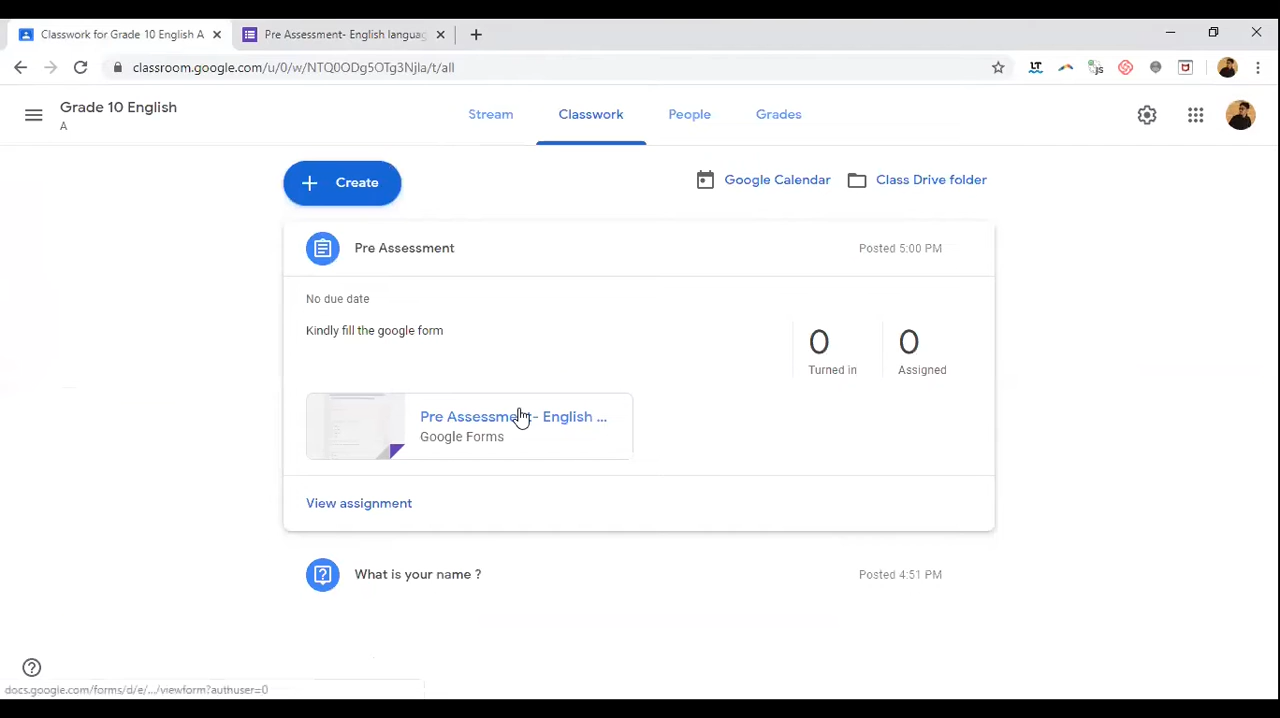 Classwork for Grade 10 English A
Pre Assessment- English languag
classroom.google.com/u/0/w/NTQ0ODg5OTg3Njla/t/all
LT
js
Grade 10 English
A
Stream
Classwork
People
Grades
Create
Google Calendar
Class Drive folder
Pre Assessment
Posted 5:00 PM
No due date
Kindly fill the google form
0
Turned in
0
Assigned
Pre Assessment- English ...
Google Forms
View assignment
What is your name ?
Posted 4:51 PM
docs.google.com/forms/d/e/.../viewform?authuser=0